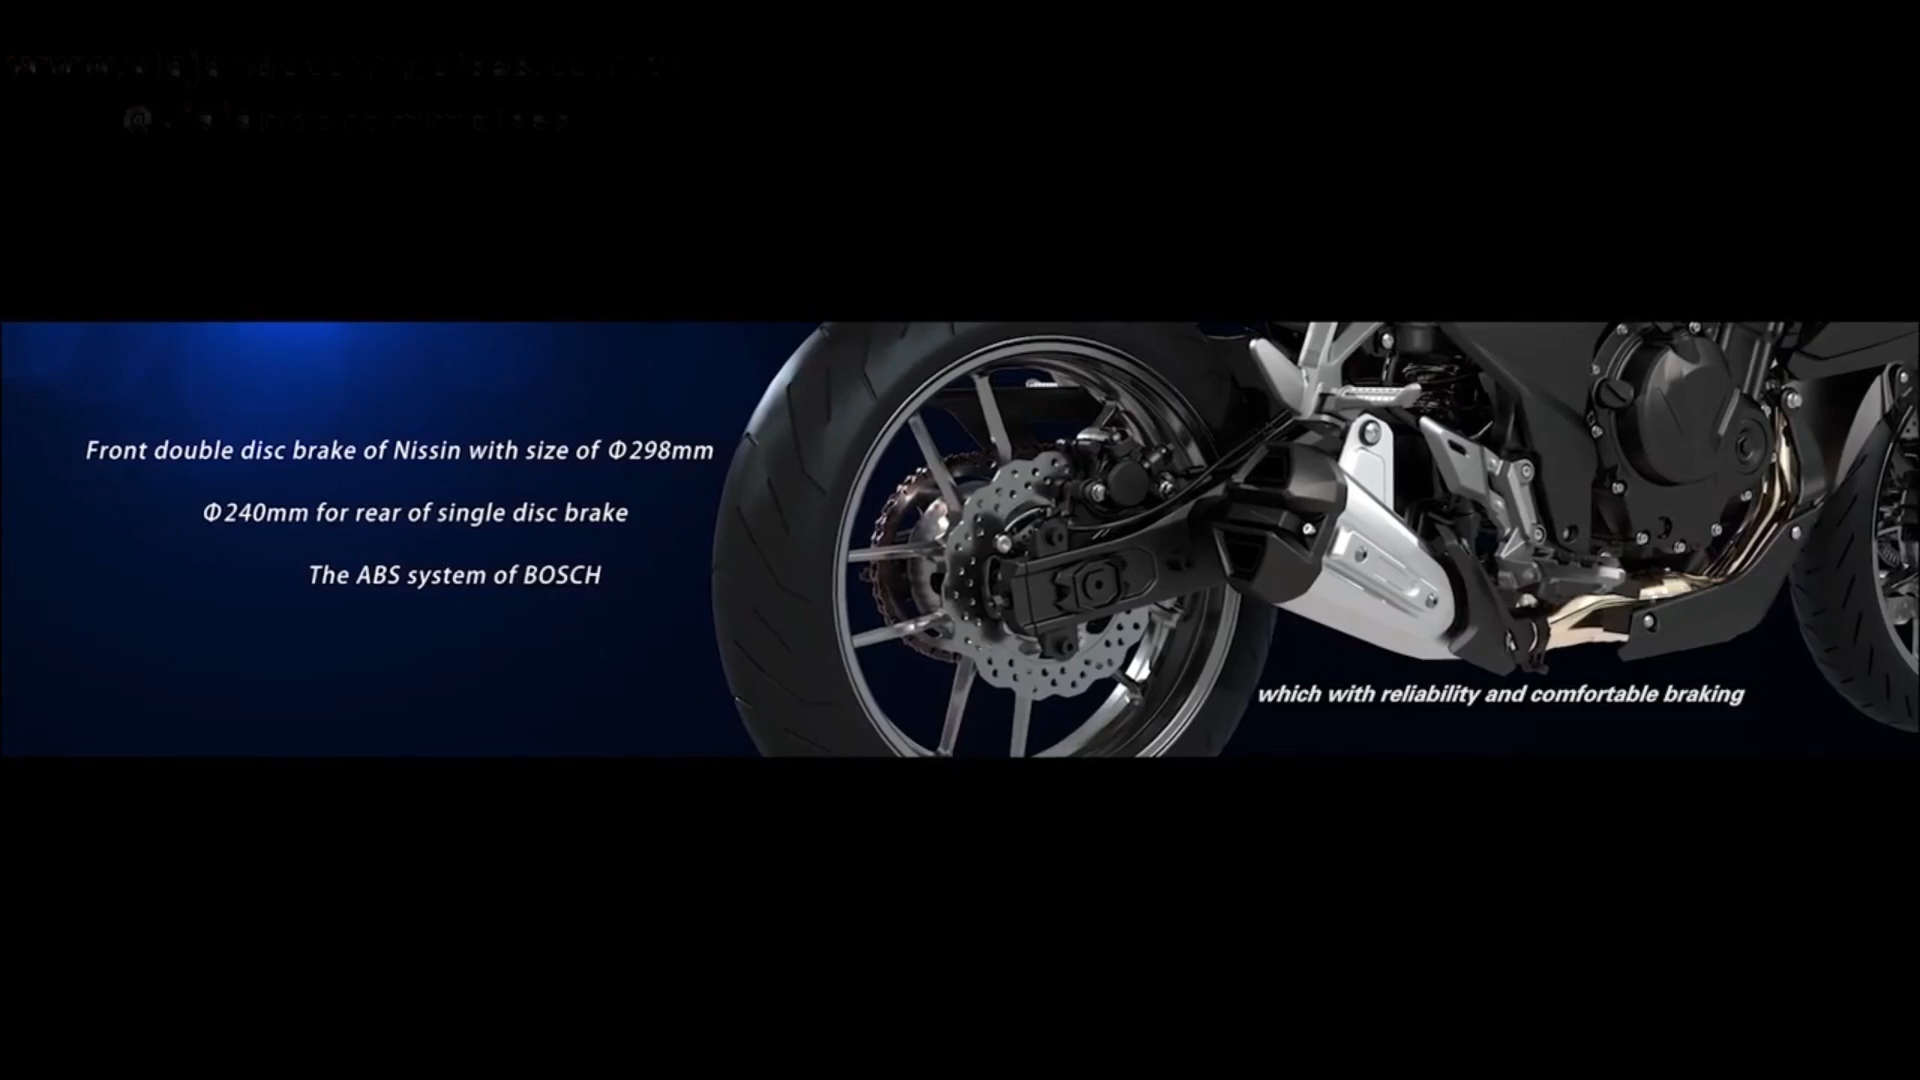 Front double disc brake of Nissin with size of Φ298mm
Φ240mm for rear of single disc brake
The ABS system of BOSCH
which with reliability and comfortable braking